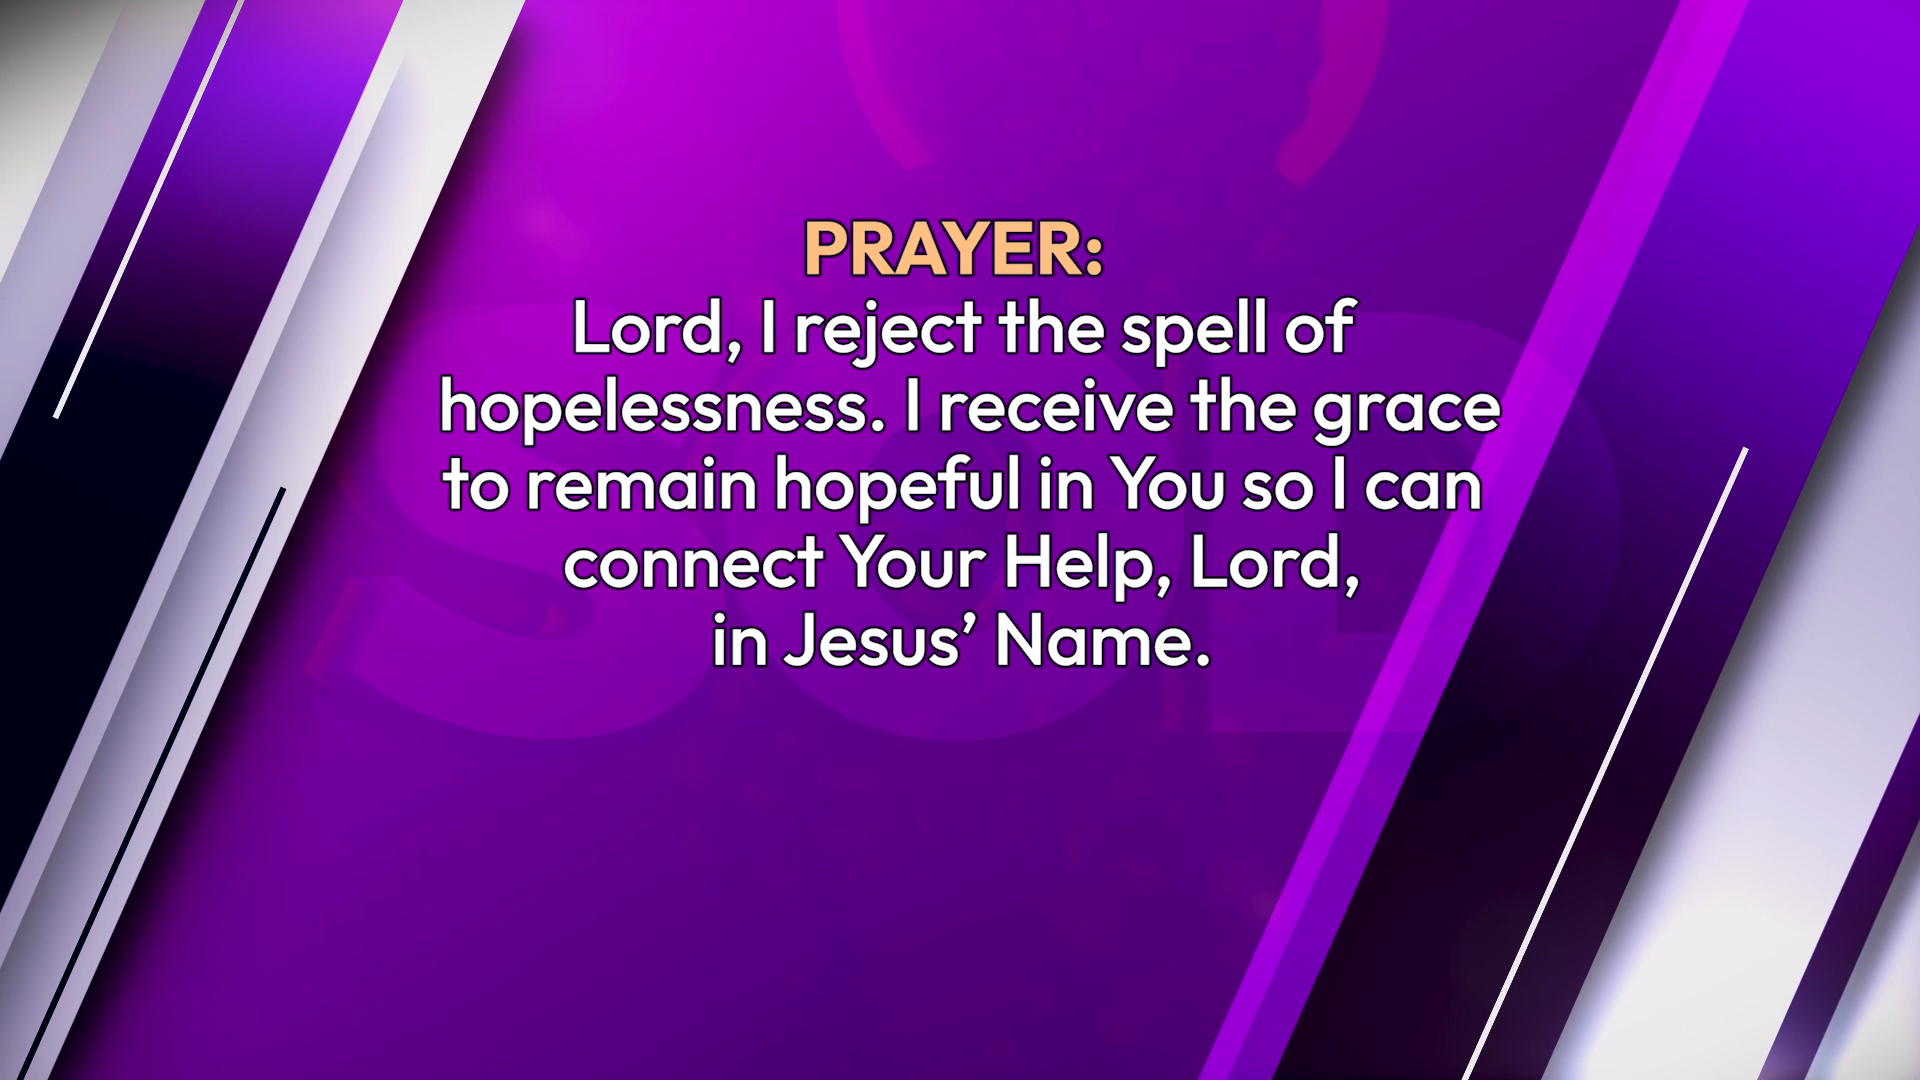 PRAYER:
Lord, I reject the spell of
hopelessness. I receive the grace
to remain hopeful in You so I can
connect Your Help, Lord,
in Jesus’ Name.
SOD